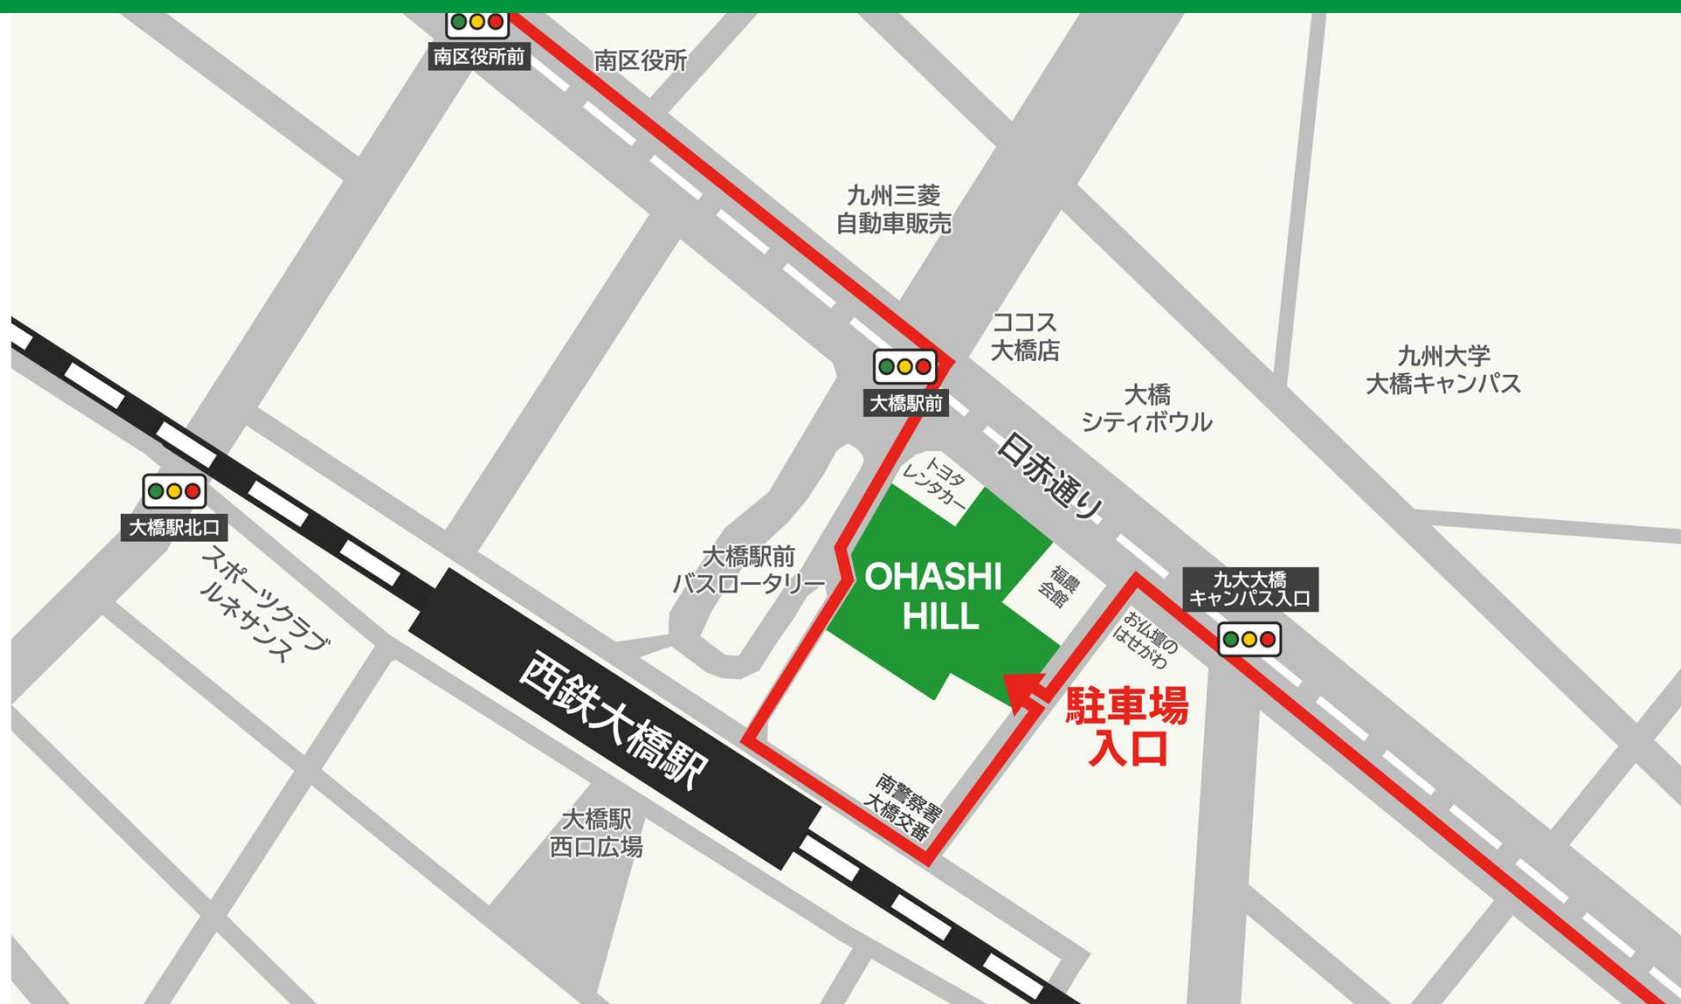 南区役所前
南区役所
九州三菱
自動車販売
ココス
大橋店
九州大学
大橋キャンパス
大橋駅前
大橋
シティボウル
日赤通り
トヨタ
レンタカー
大橋駅北口
スポーツクラブ
ルネサンス
大橋駅前
バスロータリー
OHASHI
HILL
福農
会館
九大大橋
キャンパス入口
お仏壇の
はせがわ
西鉄大橋駅
駐車場
入口
南警察署
大橋交番
大橋駅
西口広場